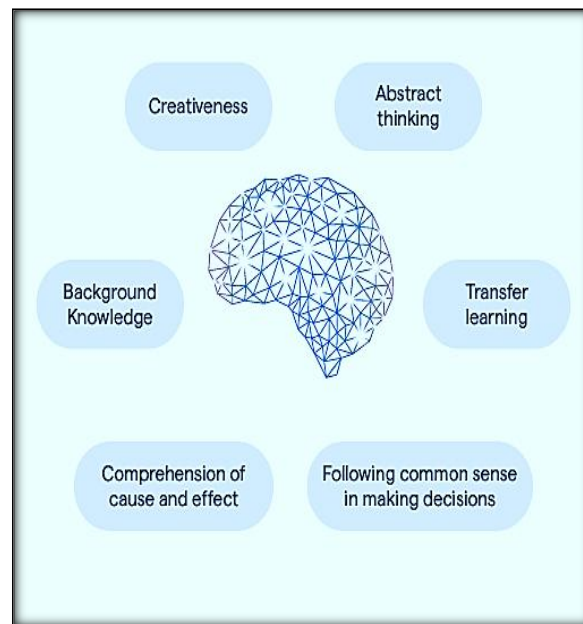 Creativeness
Abstract
thinking
Background
Knowledge
Transfer
learning
Comprehension of
cause and effect
Following common sense
in making decisions